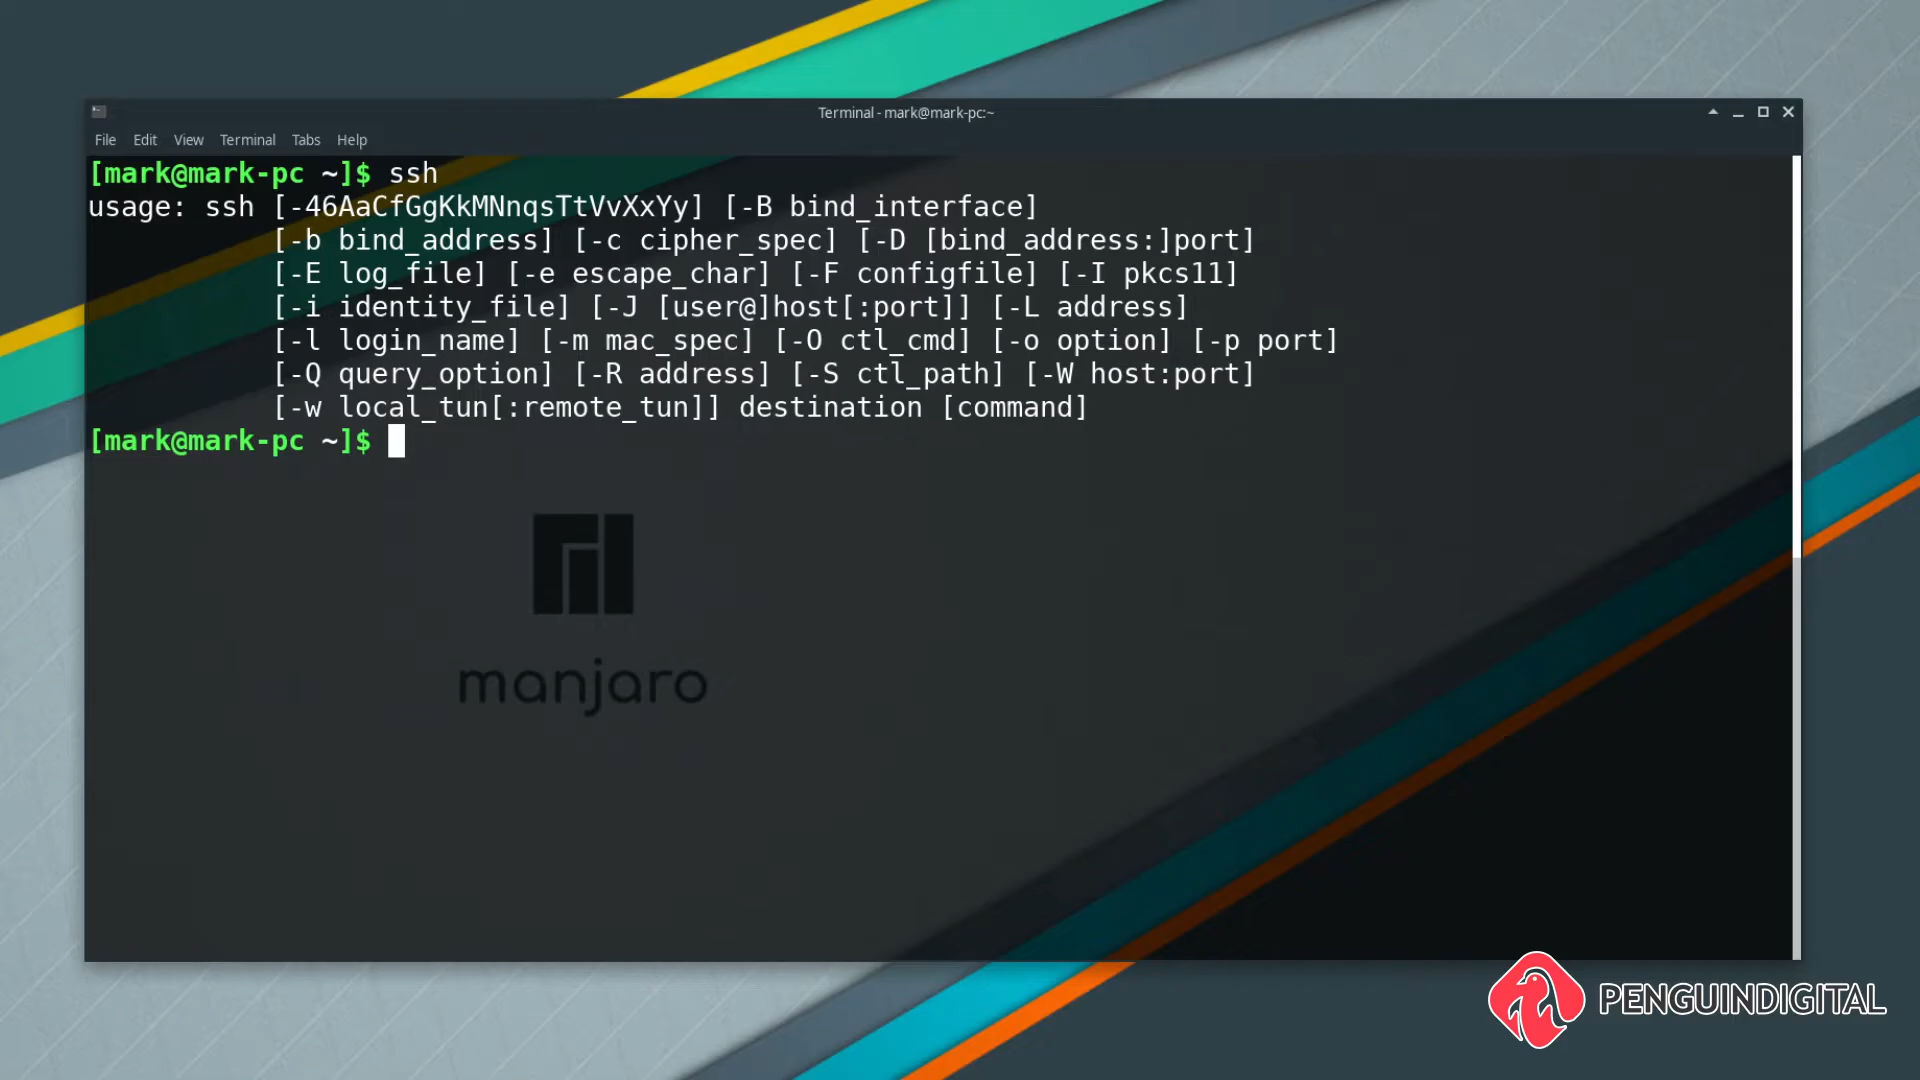 Terminal - mark@mark-pc:~
File Edit View Terminal Tabs Help
[mark@mark-pc ~]$ ssh
usage: ssh [-46AaCfGgKkMNnqsTtVvXxYy] [-B bind_interface]
           [-b bind_address] [-c cipher_spec] [-D [bind_address:]port]
           [-E log_file] [-e escape_char] [-F configfile] [-I pkcs11]
           [-i identity_file] [-J [user@]host[:port]] [-L address]
           [-l login_name] [-m mac_spec] [-O ctl_cmd] [-o option] [-p port]
           [-Q query_option] [-R address] [-S ctl_path] [-W host:port]
           [-w local_tun[:remote_tun]] destination [command]
[mark@mark-pc ~]$
manjaro
PENGUINDIGITAL